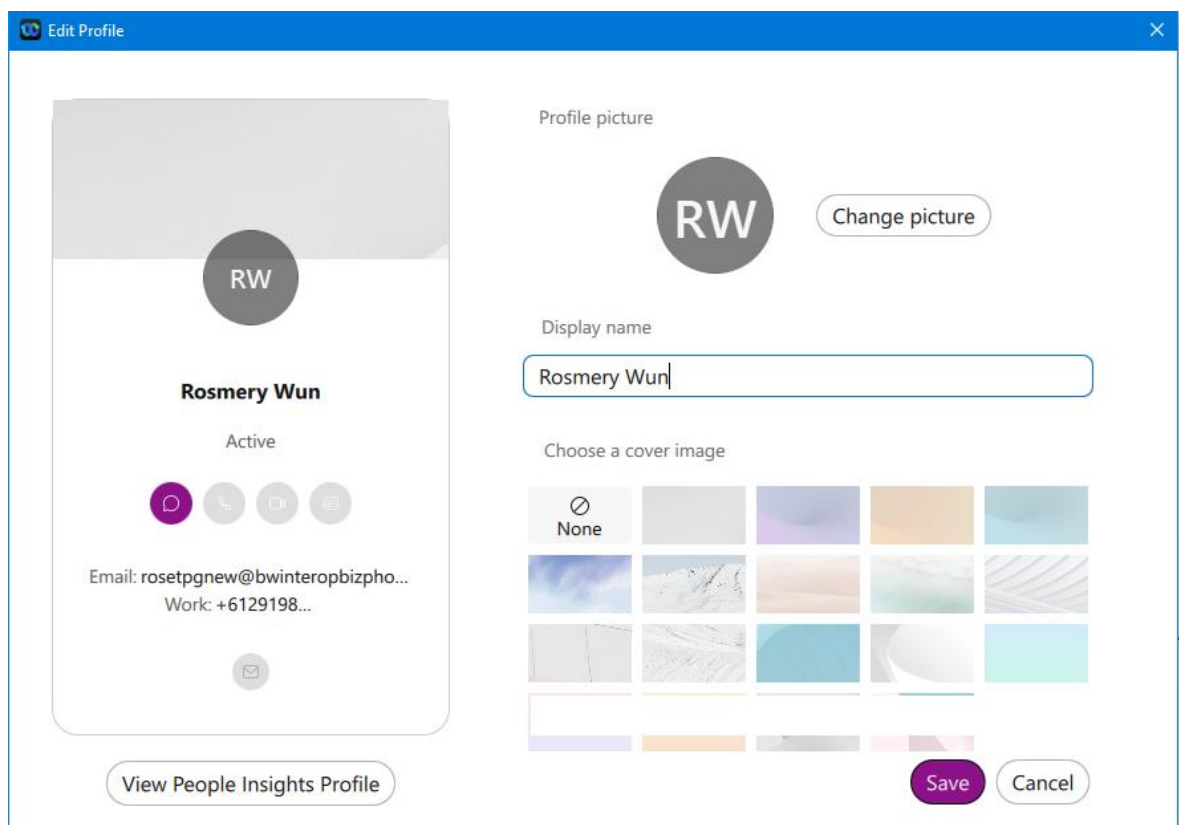 Edit Profile
RW
Rosmery Wun
Active
Email: rosetpgnew@bwinteropbizpho...
Work: +6129198...
View People Insights Profile
Profile picture
RW
Change picture
Display name
Rosmery Wun
Choose a cover image
None
Save
Cancel